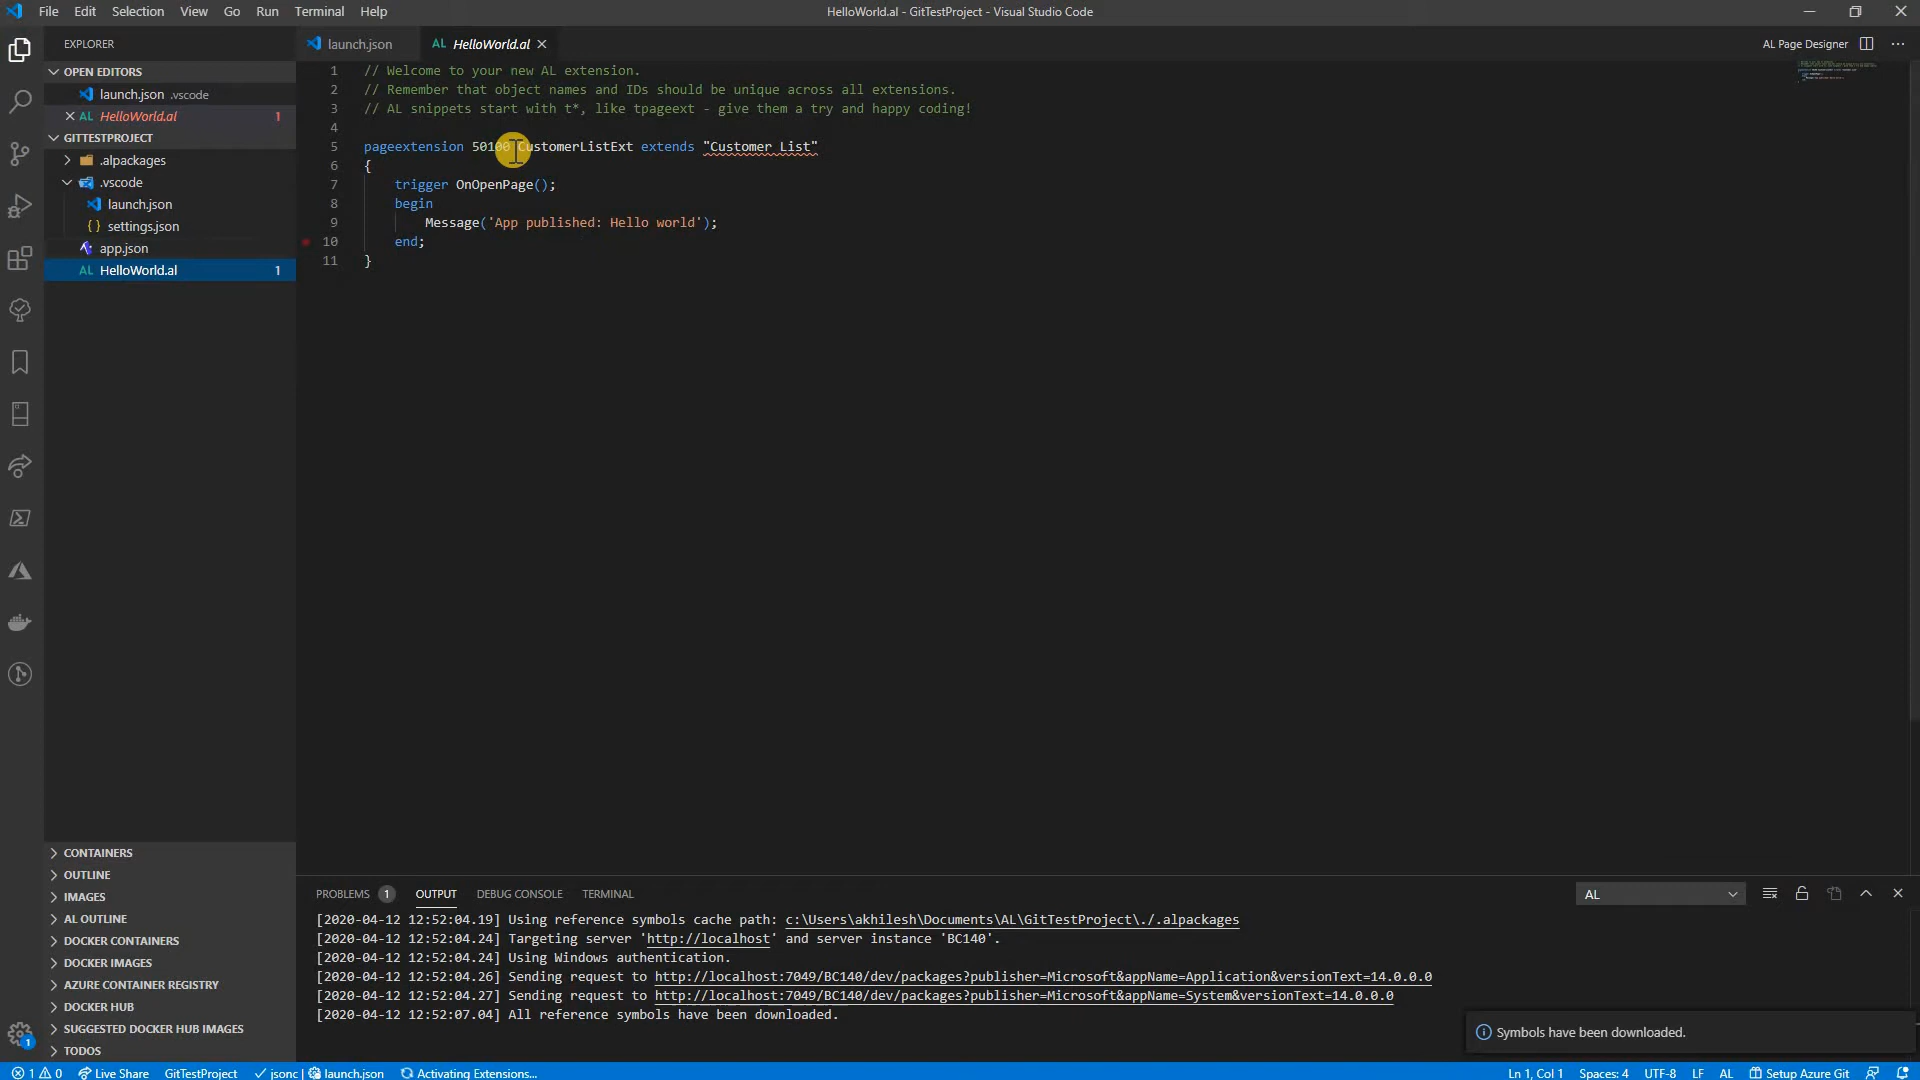 File Edit Selection View Go Run Terminal Help
HelloWorld.al - GitTestProject - Visual Studio Code
EXPLORER
launch.json
AL HelloWorld.al
AL Page Designer
OPEN EDITORS
launch.json .vscode
AL HelloWorld.al 1
GITTESTPROJECT
.alpackages
.vscode
launch.json
{} settings.json
app.json
AL HelloWorld.al 1
1 // Welcome to your new AL extension.
2 // Remember that object names and IDs should be unique across all extensions.
3 // AL snippets start with t*, like tpageext - give them a try and happy coding!
4
5 pageextension 50100 CustomerListExt extends "Customer List"
6 {
7 trigger OnOpenPage();
8 begin
9 Message('App published: Hello world');
10 end;
11 }
CONTAINERS
OUTLINE
IMAGES
AL OUTLINE
DOCKER CONTAINERS
DOCKER IMAGES
AZURE CONTAINER REGISTRY
DOCKER HUB
SUGGESTED DOCKER HUB IMAGES
TODOS
1
PROBLEMS 1 OUTPUT DEBUG CONSOLE TERMINAL
AL
[2020-04-12 12:52:04.19] Using reference symbols cache path: c:\Users\akhilesh\Documents\AL\GitTestProject\./.alpackages
[2020-04-12 12:52:04.24] Targeting server 'http://localhost' and server instance 'BC140'.
[2020-04-12 12:52:04.24] Using Windows authentication.
[2020-04-12 12:52:04.26] Sending request to http://localhost:7049/BC140/dev/packages?publisher=Microsoft&appName=Application&versionText=14.0.0.0
[2020-04-12 12:52:04.27] Sending request to http://localhost:7049/BC140/dev/packages?publisher=Microsoft&appName=System&versionText=14.0.0.0
[2020-04-12 12:52:07.04] All reference symbols have been downloaded.
Symbols have been downloaded.
1 0 Live Share GitTestProject jsonc | launch.json Activating Extensions...
Ln 1, Col 1 Spaces: 4 UTF-8 LF AL Setup Azure Git